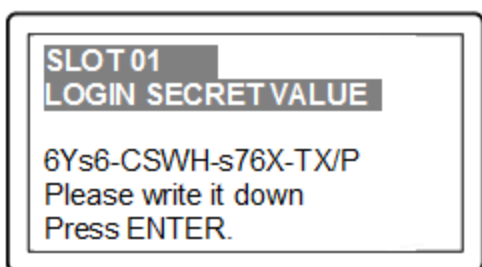 SLOT 01
LOGIN SECRET VALUE
6Ys6-CSWH-s76X-TX/P
Please write it down
Press ENTER.